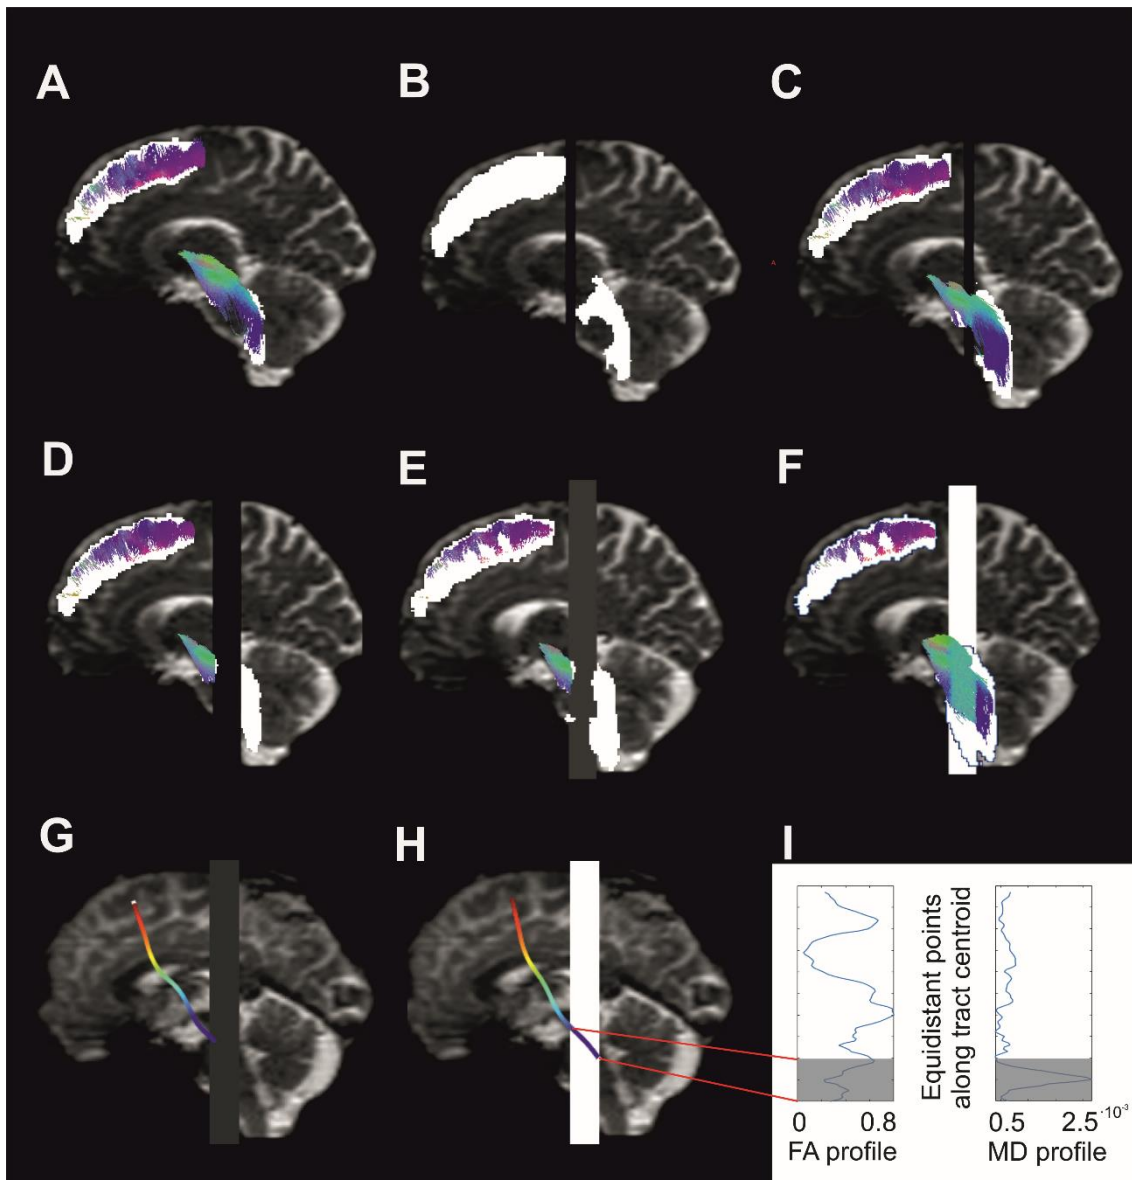 A
B
C
A
D
E
F
G
H
I
Equidistant points
along tract centroid
0 0.8
FA profile
0.5 2.5 ·10⁻³
MD profile